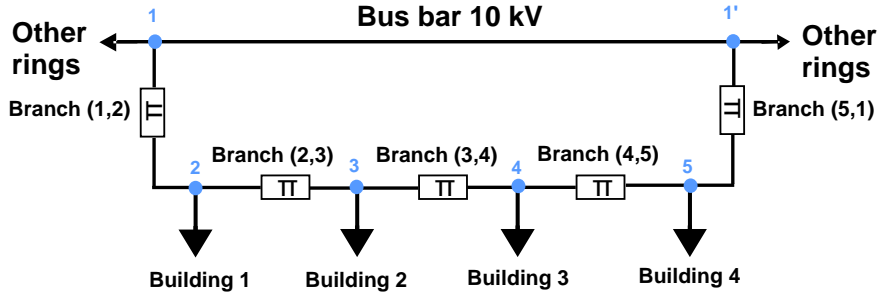 1
Bus bar 10 kV
1'
Other
rings
Other
rings
Branch (1,2)
π
Branch (5,1)
π
Branch (2,3)
Branch (3,4)
Branch (4,5)
2
π
3
π
4
π
5
Building 1
Building 2
Building 3
Building 4